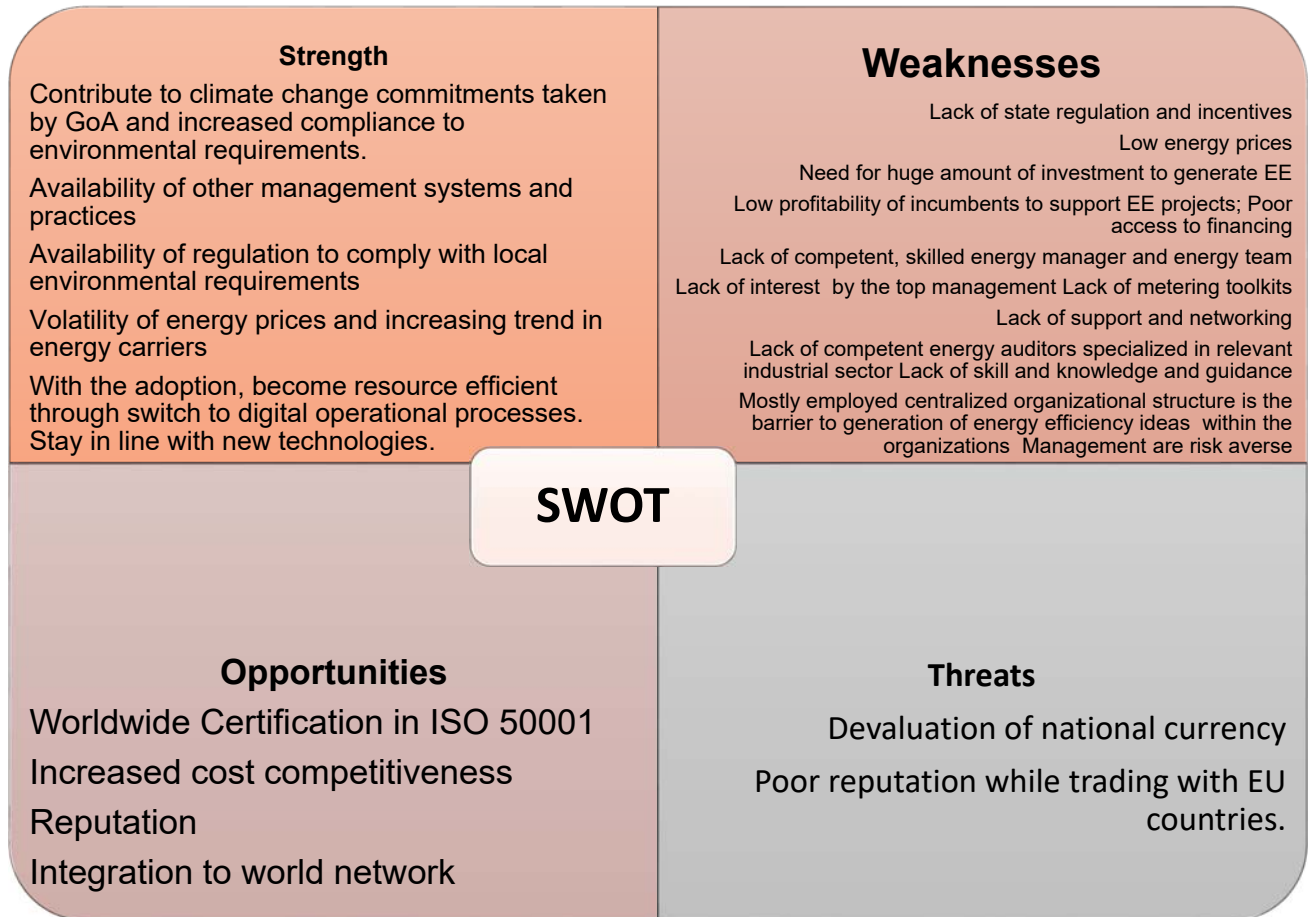 Strength
Contribute to climate change commitments taken
by GoA and increased compliance to
environmental requirements.
Availability of other management systems and
practices
Availability of regulation to comply with local
environmental requirements
Volatility of energy prices and increasing trend in
energy carriers
With the adoption, become resource efficient
through switch to digital operational processes.
Stay in line with new technologies.
Weaknesses
Lack of state regulation and incentives
Low energy prices
Need for huge amount of investment to generate EE
Low profitability of incumbents to support EE projects; Poor
access to financing
Lack of competent, skilled energy manager and energy team
Lack of interest  by the top management Lack of metering toolkits
Lack of support and networking
Lack of competent energy auditors specialized in relevant
industrial sector Lack of skill and knowledge and guidance
Mostly employed centralized organizational structure is the
barrier to generation of energy efficiency ideas  within the
organizations  Management are risk averse
SWOT
Opportunities
Worldwide Certification in ISO 50001
Increased cost competitiveness
Reputation
Integration to world network
Threats
Devaluation of national currency
Poor reputation while trading with EU
countries.